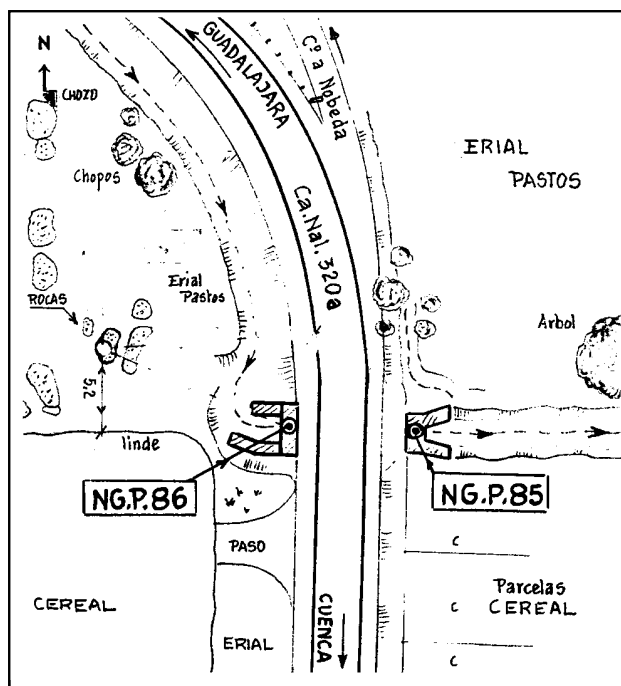 N
CHOZO
Chopos
GUADALAJARA
Cº a Nobeda
Ca.Nal. 320a
ERIAL
PASTOS
ROCAS
Erial
Pastos
Arbol
5,2
linde
NG.P.86
NG.P.85
PASO
CEREAL
ERIAL
CUENCA
C
Parcelas
C CEREAL
C